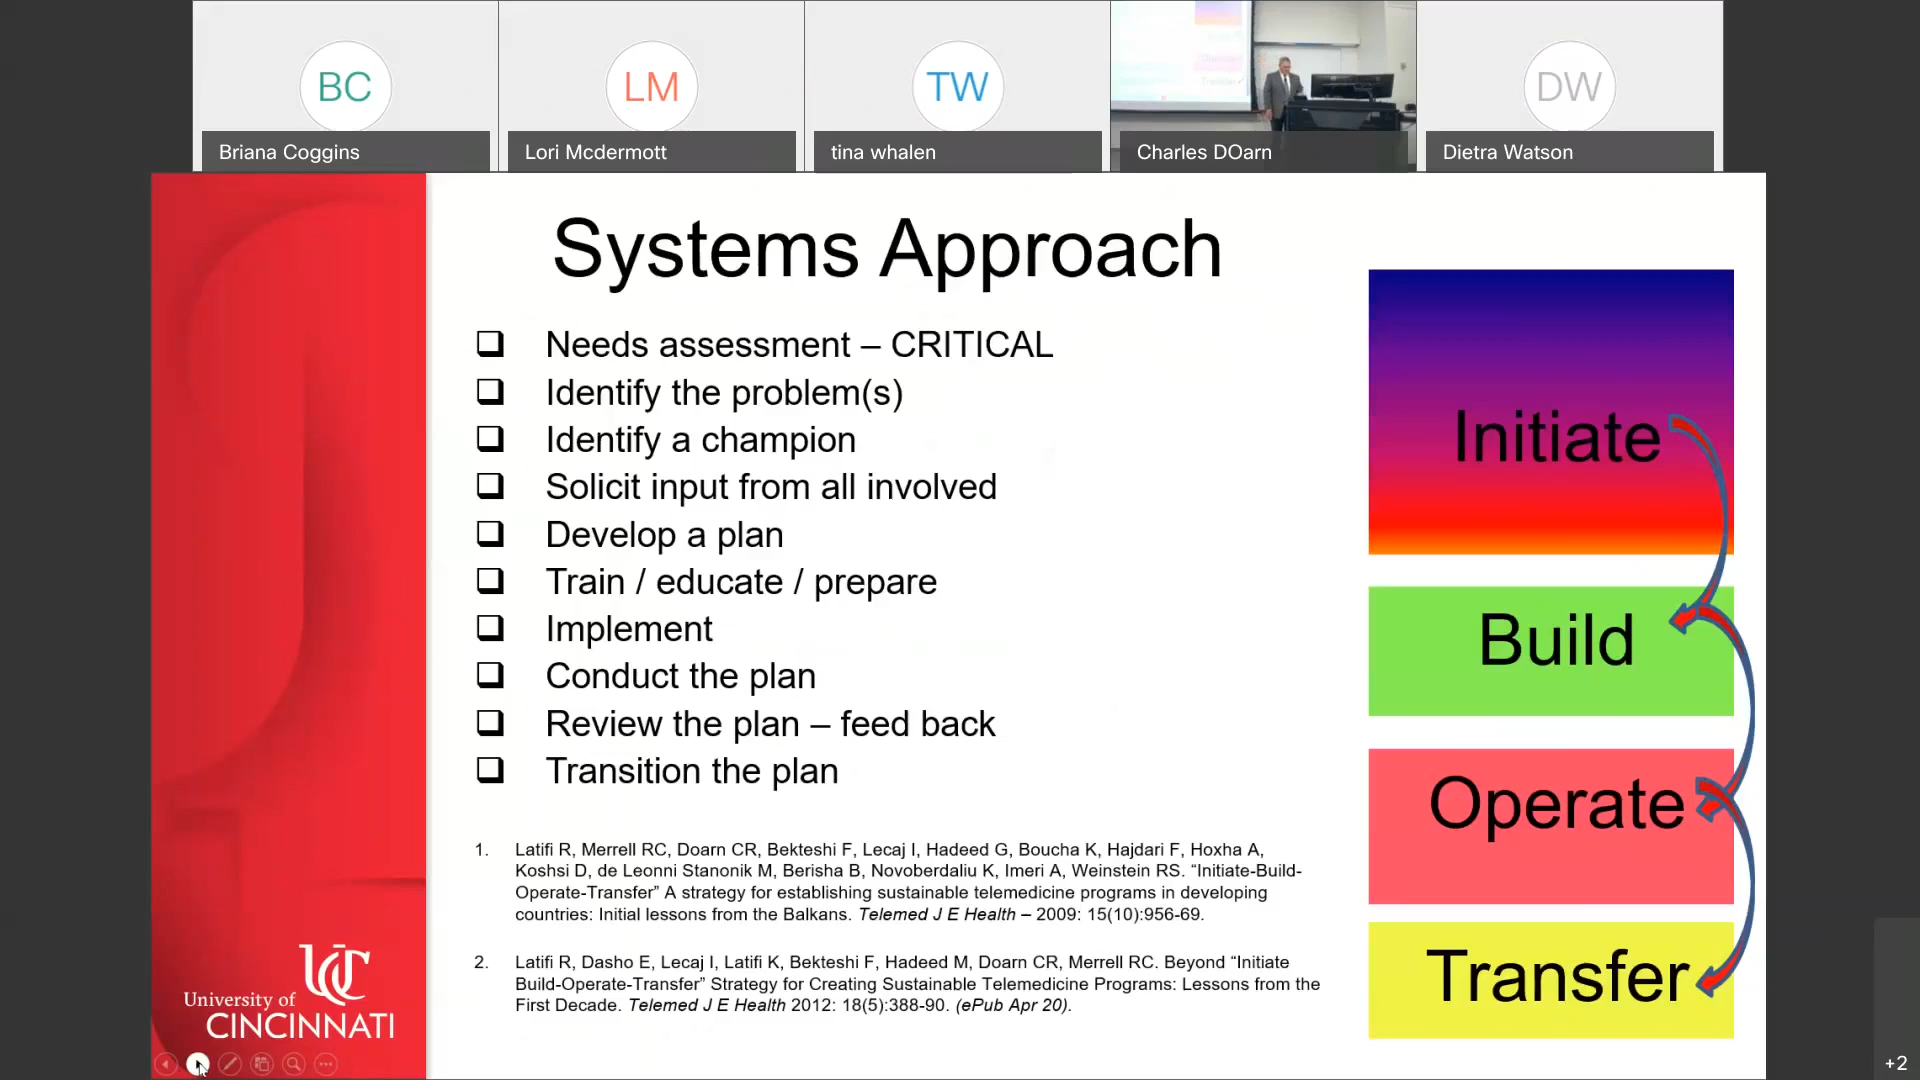 BC
LM
TW
DW
Briana Coggins
Lori Mcdermott
tina whalen
Charles DOarn
Dietra Watson
Systems Approach
Needs assessment – CRITICAL
Identify the problem(s)
Identify a champion
Solicit input from all involved
Develop a plan
Train / educate / prepare
Implement
Conduct the plan
Review the plan – feed back
Transition the plan
Initiate
Build
Operate
Transfer
1. Latifi R, Merrell RC, Doarn CR, Bekteshi F, Lecaj I, Hadeed G, Boucha K, Hajdari F, Hoxha A,
Koshsi D, de Leonni Stanonik M, Berisha B, Novoberdaliu K, Imeri A, Weinstein RS. “Initiate-Build-
Operate-Transfer” A strategy for establishing sustainable telemedicine programs in developing
countries: Initial lessons from the Balkans. Telemed J E Health – 2009: 15(10):956-69.
2. Latifi R, Dasho E, Lecaj I, Latifi K, Bekteshi F, Hadeed M, Doarn CR, Merrell RC. Beyond “Initiate
Build-Operate-Transfer” Strategy for Creating Sustainable Telemedicine Programs: Lessons from the
First Decade. Telemed J E Health 2012: 18(5):388-90. (ePub Apr 20).
UC
University of
CINCINNATI
+2